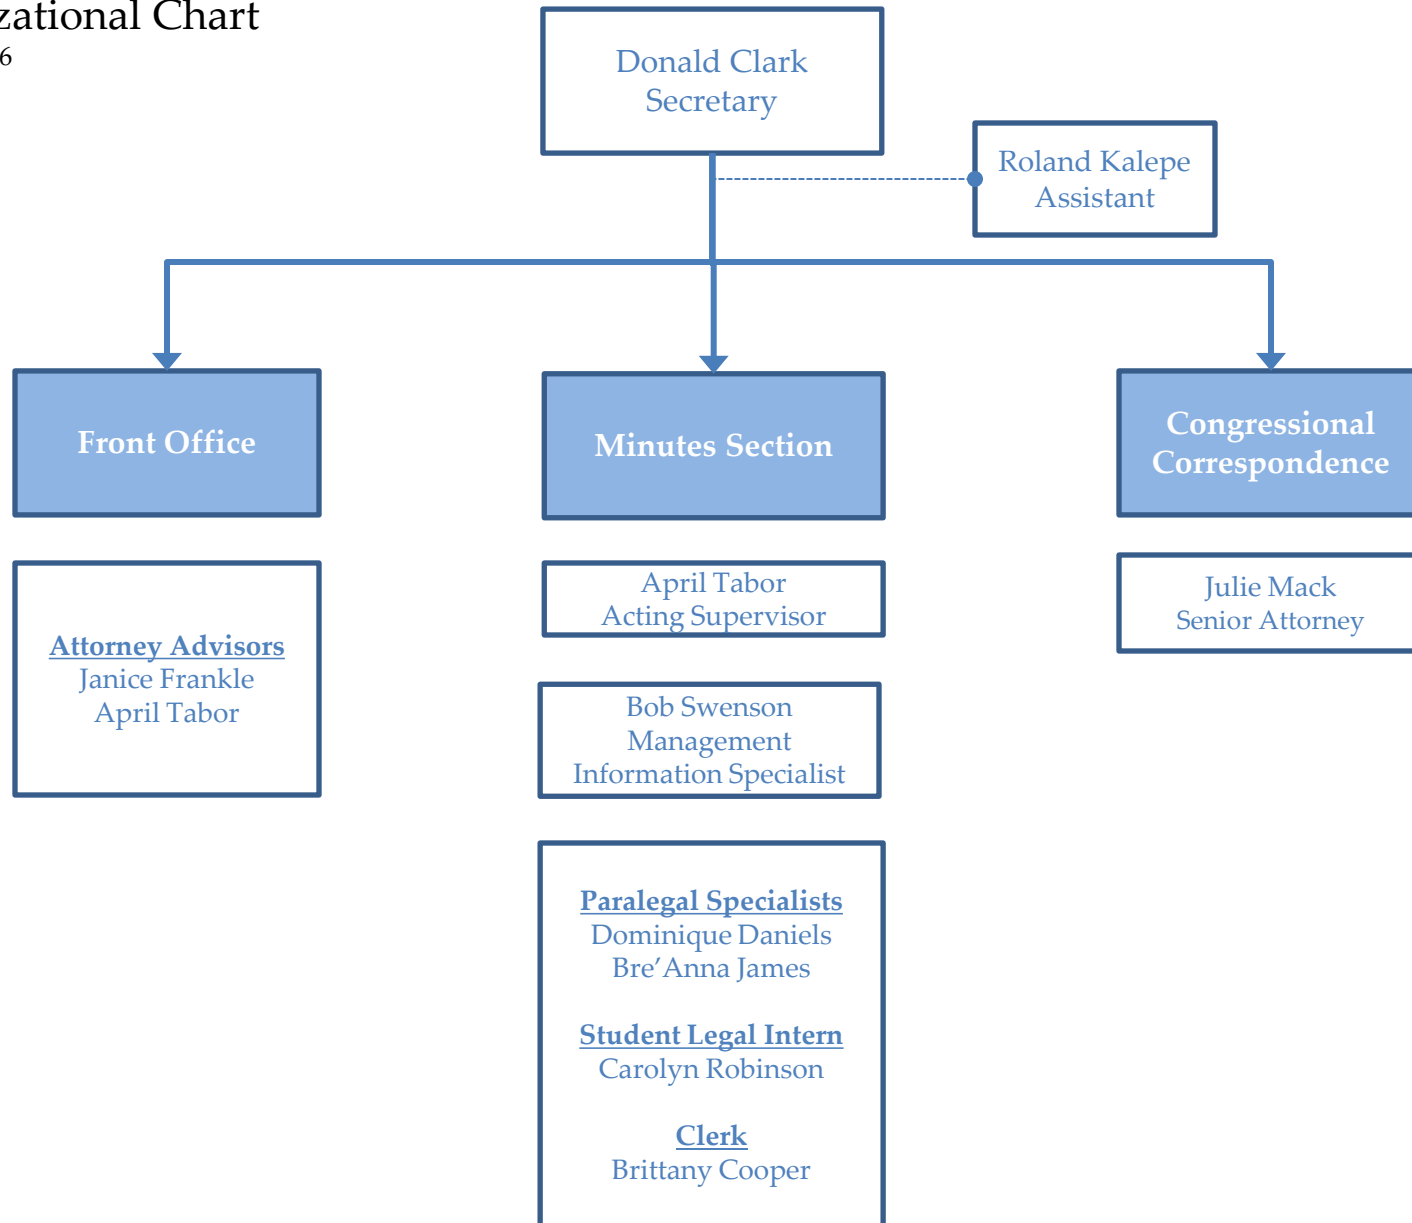 zational Chart
6
Donald Clark
Secretary
Roland Kalepe
Assistant
Front Office
Minutes Section
Congressional
Correspondence
Attorney Advisors
Janice Frankle
April Tabor
April Tabor
Acting Supervisor
Bob Swenson
Management
Information Specialist
Paralegal Specialists
Dominique Daniels
Bre’Anna James
Student Legal Intern
Carolyn Robinson
Clerk
Brittany Cooper
Julie Mack
Senior Attorney